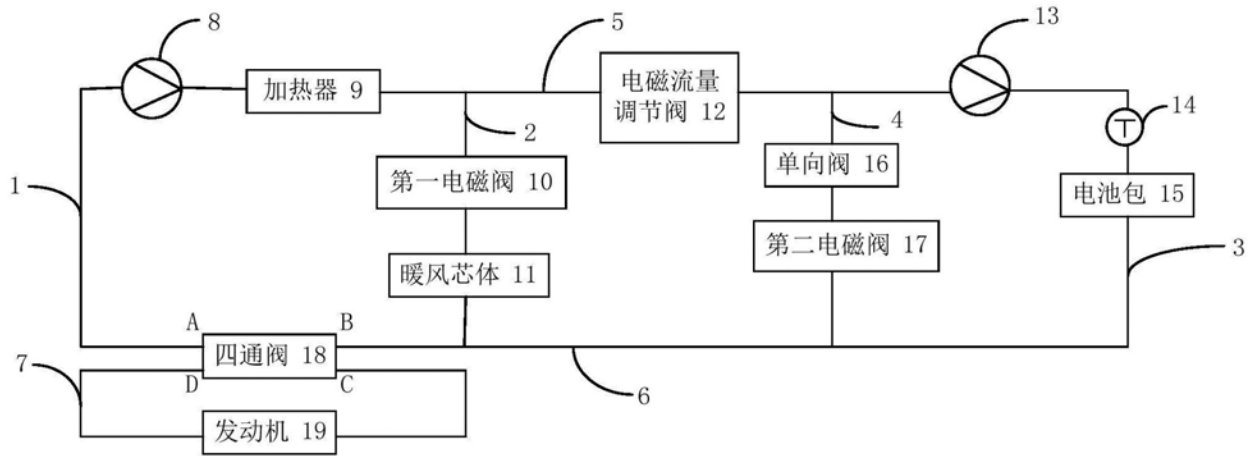 8
5
13
加热器 9
电磁流量
调节阀 12
14
2
4
1
第一电磁阀 10
单向阀 16
电池包 15
第二电磁阀 17
3
暖风芯体 11
A
B
四通阀 18
7
D
C
6
发动机 19
T